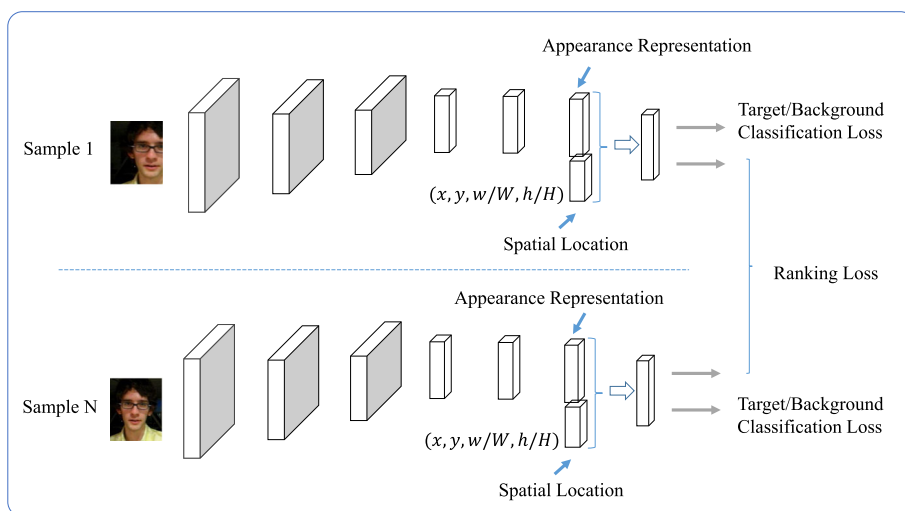 Appearance Representation
Sample 1
Target/Background
Classification Loss
(x, y, w/W, h/H)
Spatial Location
Ranking Loss
Appearance Representation
Sample N
Target/Background
Classification Loss
(x, y, w/W, h/H)
Spatial Location